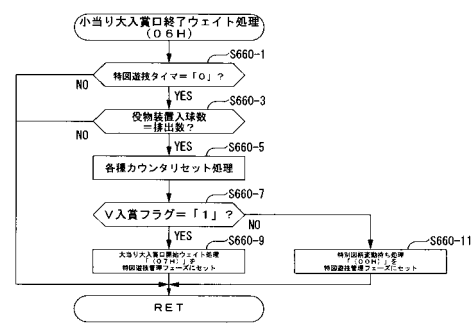 小当り大入賞口終了ウェイト処理
(06H)
S660-1
特図遊技タイマ=「0」?
NO
YES
S660-3
役物装置入球数
=排出数?
NO
YES
S660-5
各種カウンタリセット処理
S660-7
V入賞フラグ=「1」?
NO
YES
S660-9
大当り大入賞口開始ウェイト処理
「(07H)」を
特図遊技管理フェーズにセット
S660-11
特別図柄変動待ち処理
「(00H)」を
特図遊技管理フェーズにセット
RET